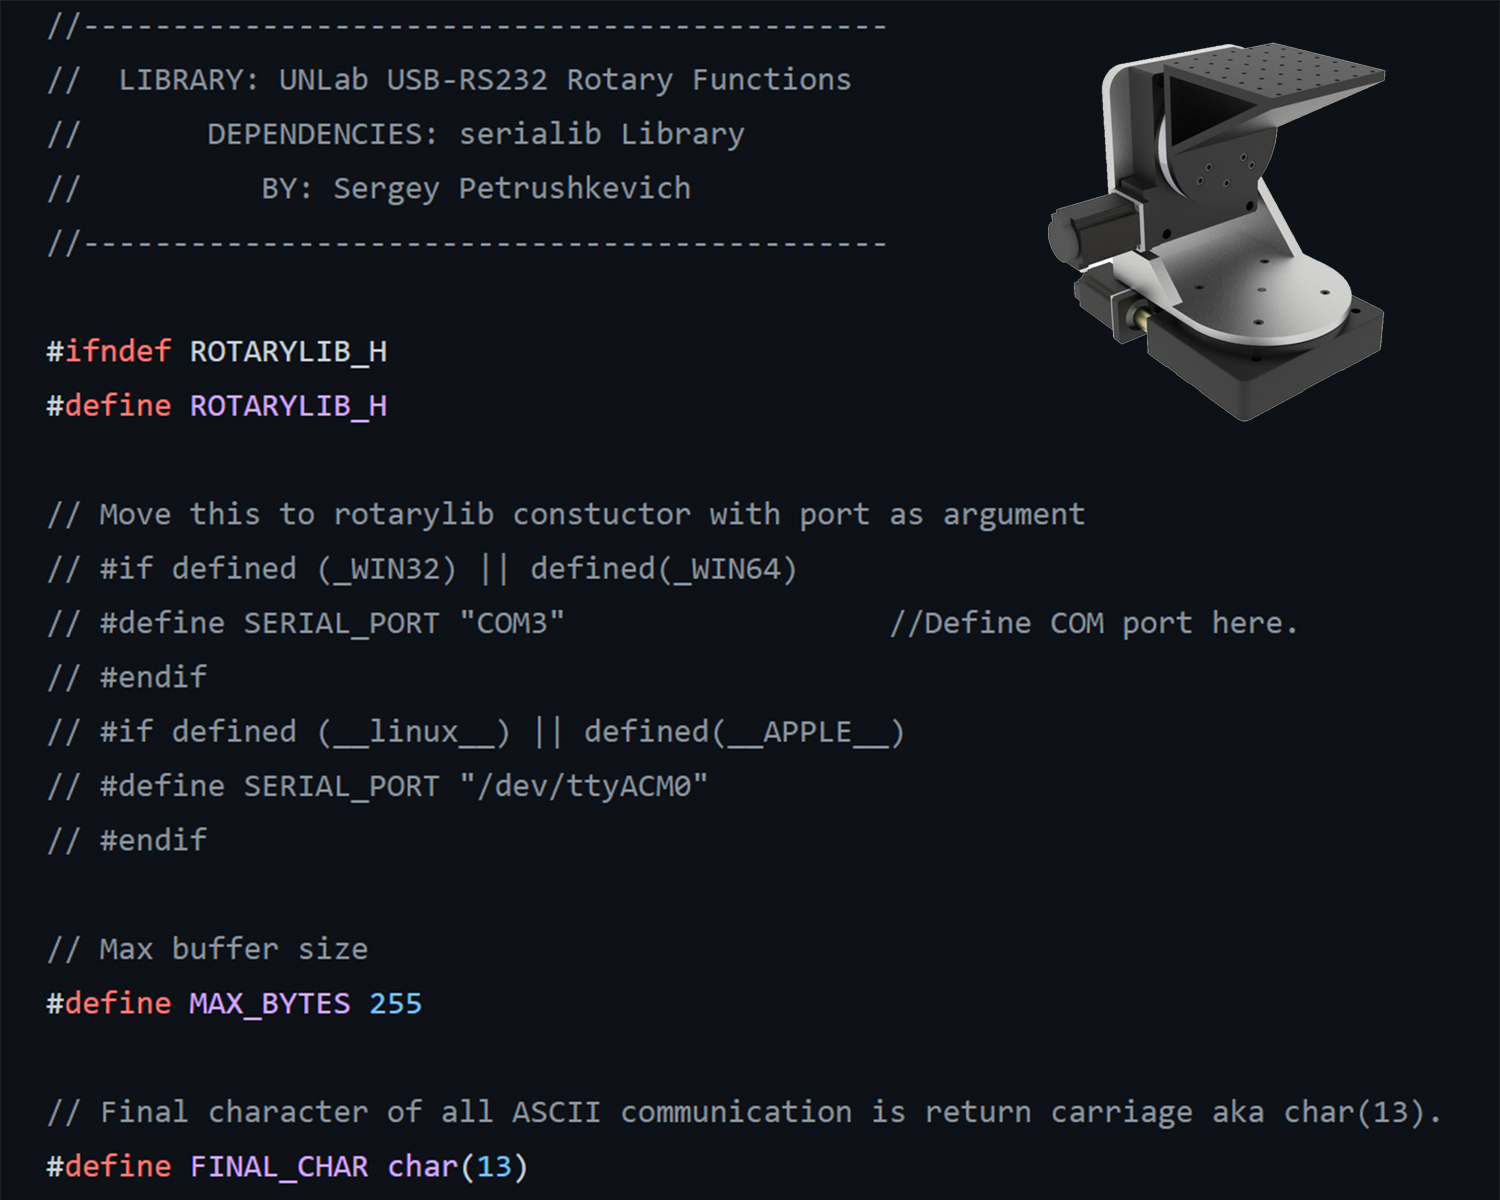 //---------------------------------------------
//  LIBRARY: UNLab USB-RS232 Rotary Functions
//       DEPENDENCIES: serialib Library
//          BY: Sergey Petrushkevich
//---------------------------------------------
#ifndef ROTARYLIB_H
#define ROTARYLIB_H
// Move this to rotarylib constuctor with port as argument
// #if defined (_WIN32) || defined(_WIN64)
// #define SERIAL_PORT "COM3"                  //Define COM port here.
// #endif
// #if defined (__linux__) || defined(__APPLE__)
// #define SERIAL_PORT "/dev/ttyACM0"
// #endif
// Max buffer size
#define MAX_BYTES 255
// Final character of all ASCII communication is return carriage aka char(13).
#define FINAL_CHAR char(13)